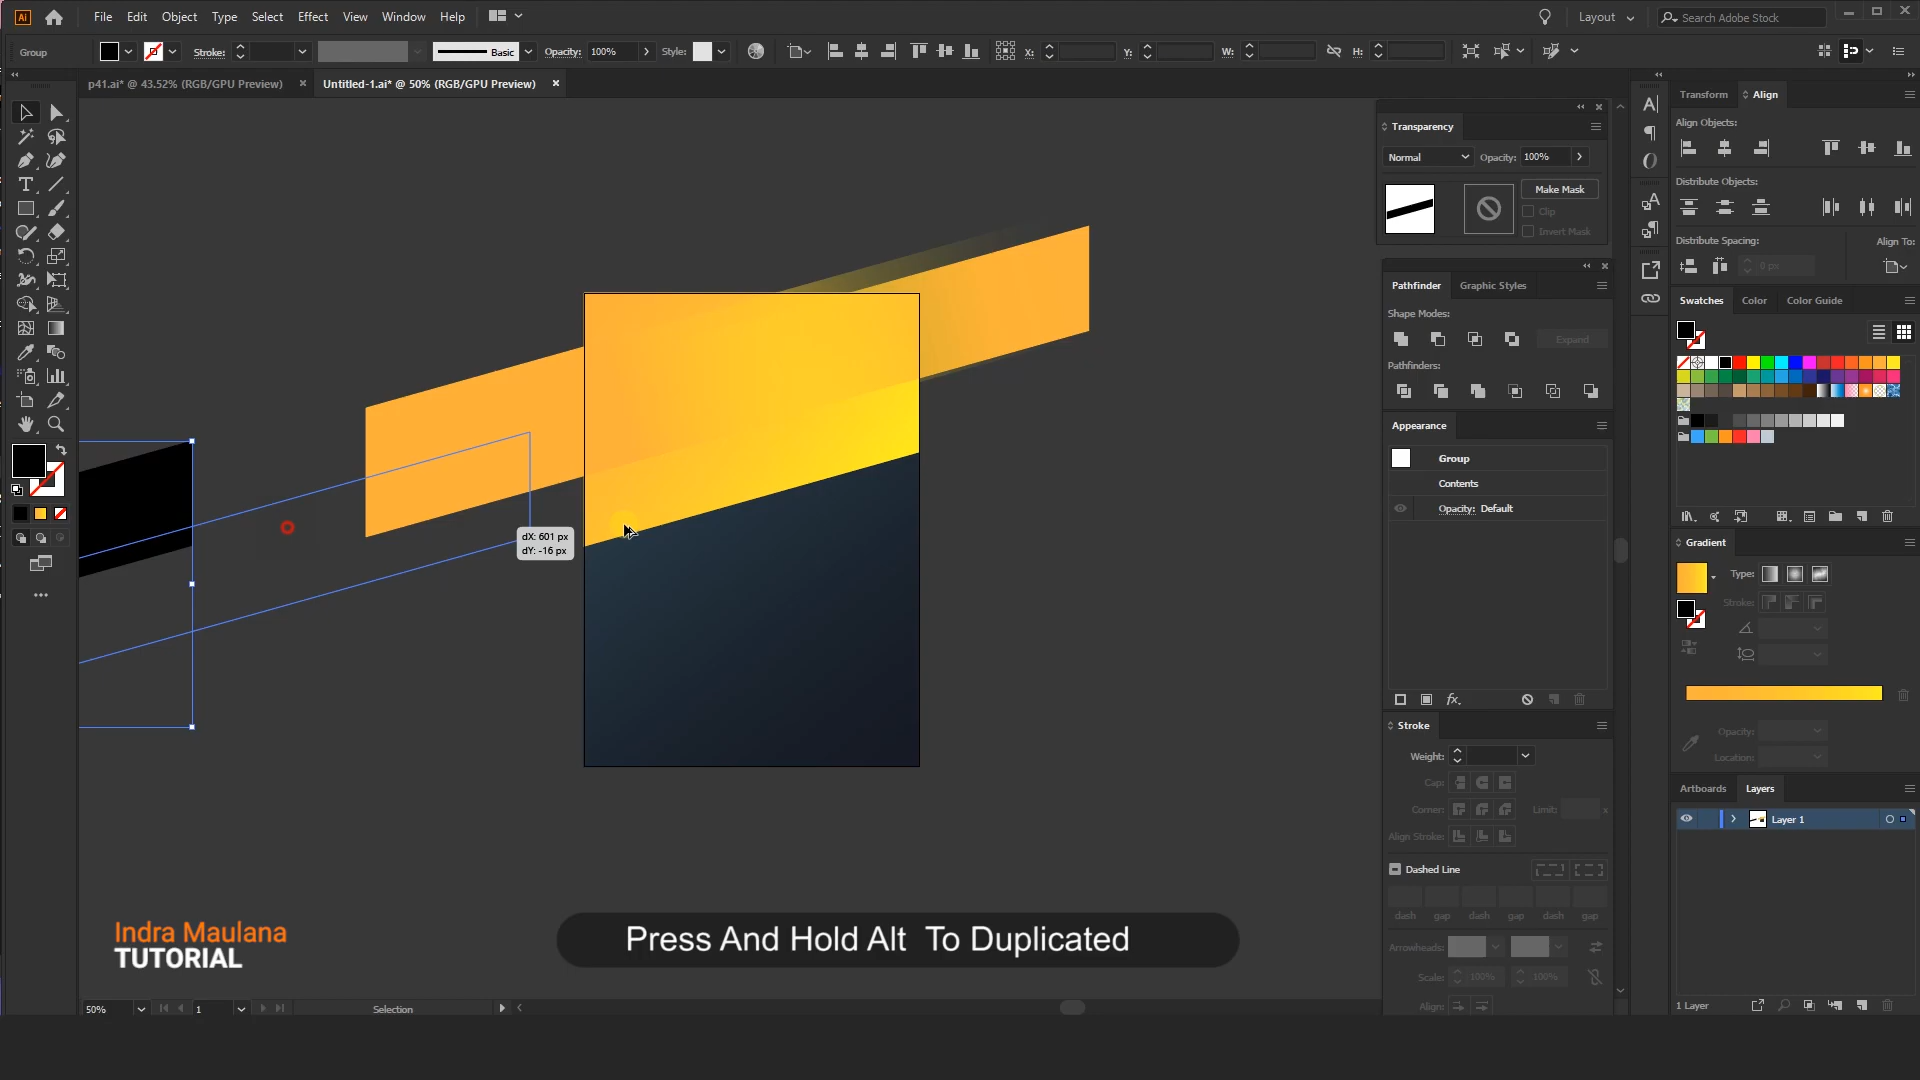 File Edit Object Type Select Effect View Window Help
Layout
Search Adobe Stock
Group
Stroke:
Basic
Opacity: 100%
Style:
X: Y: W: H:
p41.ai* @ 43.52% (RGB/GPU Preview)
Untitled-1.ai* @ 50% (RGB/GPU Preview)
Transparency
Normal
Opacity: 100%
Make Mask
Clip
Invert Mask
Pathfinder
Graphic Styles
Shape Modes:
Expand
Pathfinders:
Appearance
Group
Contents
Opacity: Default
Stroke
Weight:
Cap:
Corner:
Limit:
x
Align Stroke:
Dashed Line
dash gap dash gap dash gap
Arrowheads:
Scale: 100% 100%
Align:
Transform
Align
Align Objects:
Distribute Objects:
Distribute Spacing:
Align To:
0 px
Swatches
Color
Color Guide
Gradient
Type:
Stroke:
Opacity:
Location:
Artboards
Layers
Layer 1
1 Layer
dX: 601 px
dY: -16 px
Indra Maulana
TUTORIAL
Press And Hold Alt To Duplicated
50%
1
Selection